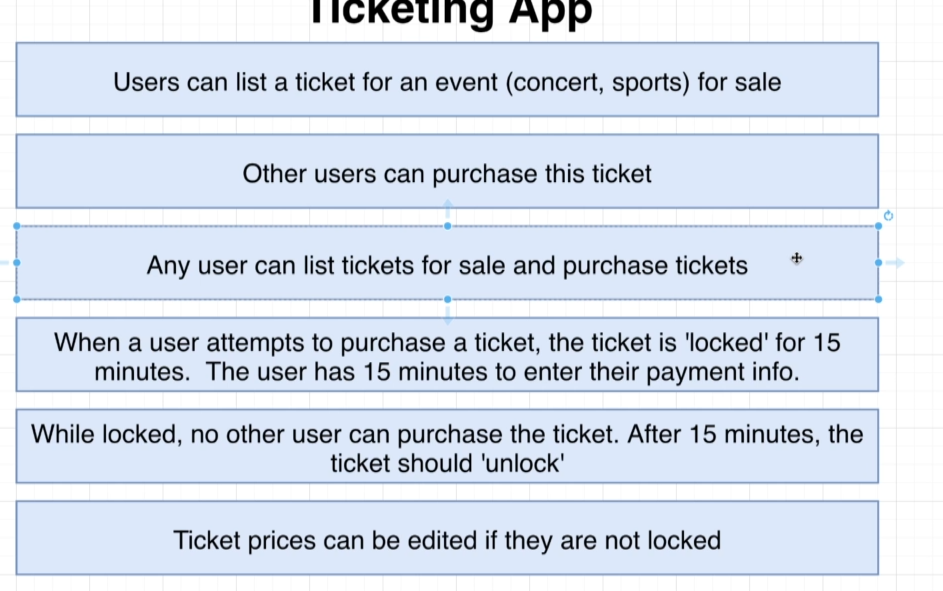 Ticketing App
Users can list a ticket for an event (concert, sports) for sale
Other users can purchase this ticket
Any user can list tickets for sale and purchase tickets
When a user attempts to purchase a ticket, the ticket is 'locked' for 15
minutes.  The user has 15 minutes to enter their payment info.
While locked, no other user can purchase the ticket. After 15 minutes, the
ticket should 'unlock'
Ticket prices can be edited if they are not locked